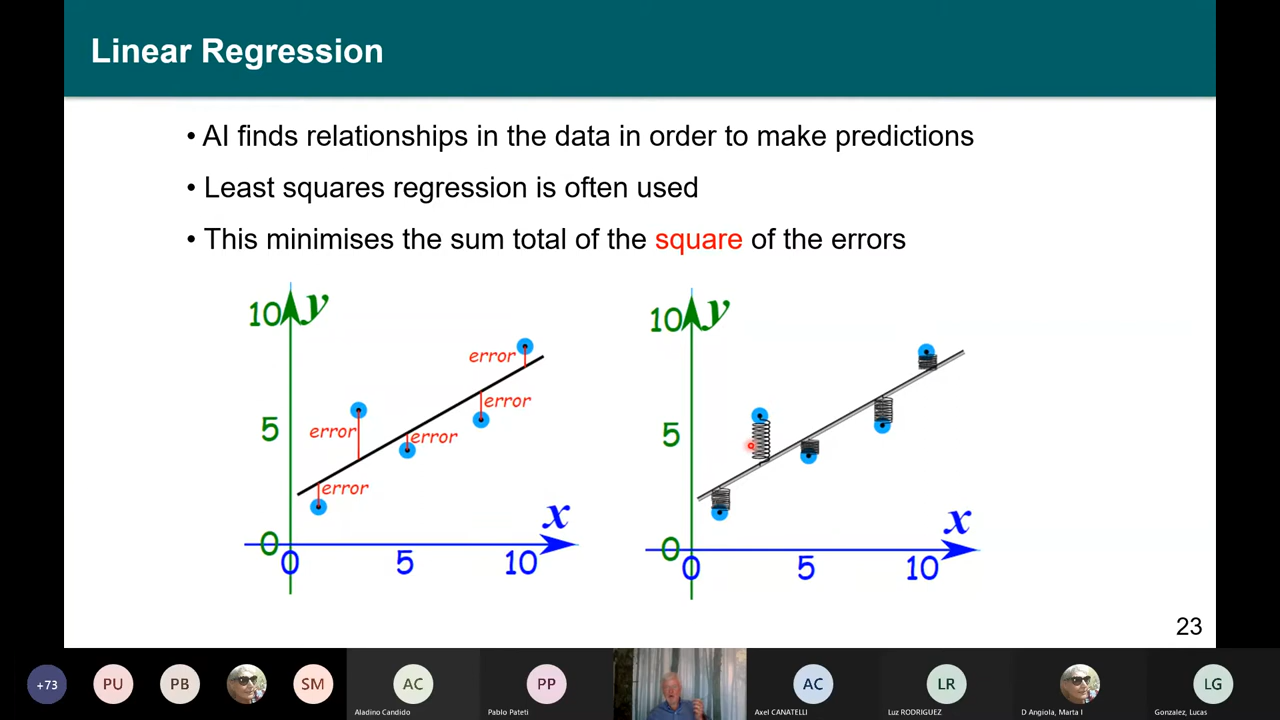 Linear Regression
• AI finds relationships in the data in order to make predictions
• Least squares regression is often used
• This minimises the sum total of the square of the errors
10 y
error
error
5
error
error
error
x
0
0 5 10
10 y
5
x
0
0 5 10
23
+73 PU PB SM AC PP AC LR LG
Aladino Candido Pablo Pateti Axel CANATELLI Luz RODRIGUEZ D Angiola, Marta I Gonzalez, Lucas